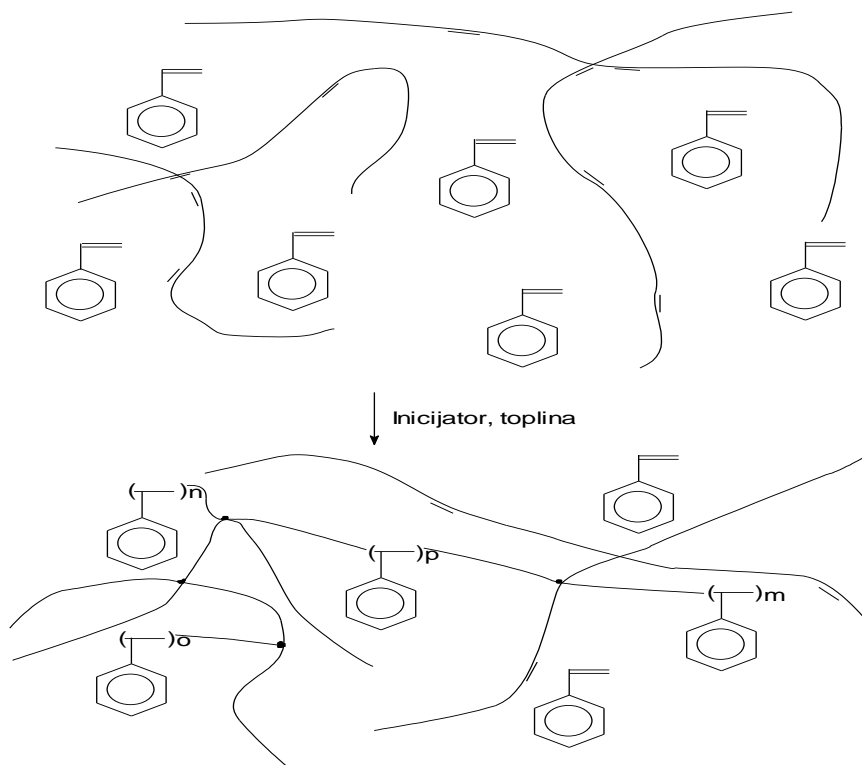 Inicijator, toplina
( )n
( )p
( )m
( )o